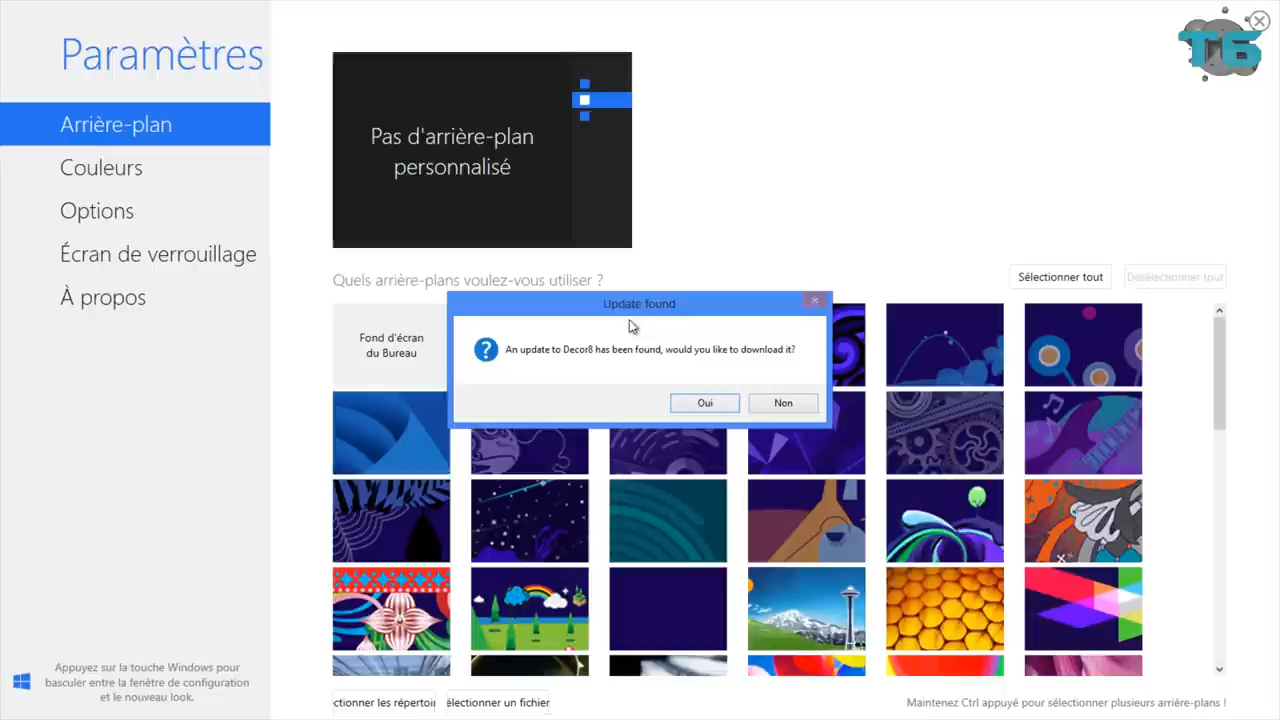 Paramètres
Arrière-plan
Couleurs
Options
Écran de verrouillage
À propos
Appuyez sur la touche Windows pour
basculer entre la fenêtre de configuration
et le nouveau look.
T6
Pas d'arrière-plan
personnalisé
Quels arrière-plans voulez-vous utiliser ?
Sélectionner tout
Désélectionner tout
Fond d'écran
du Bureau
Update found
An update to Decor8 has been found, would you like to download it?
Oui
Non
ctionner les répertoir
électionner un fichier
Maintenez Ctrl appuyé pour sélectionner plusieurs arrière-plans !